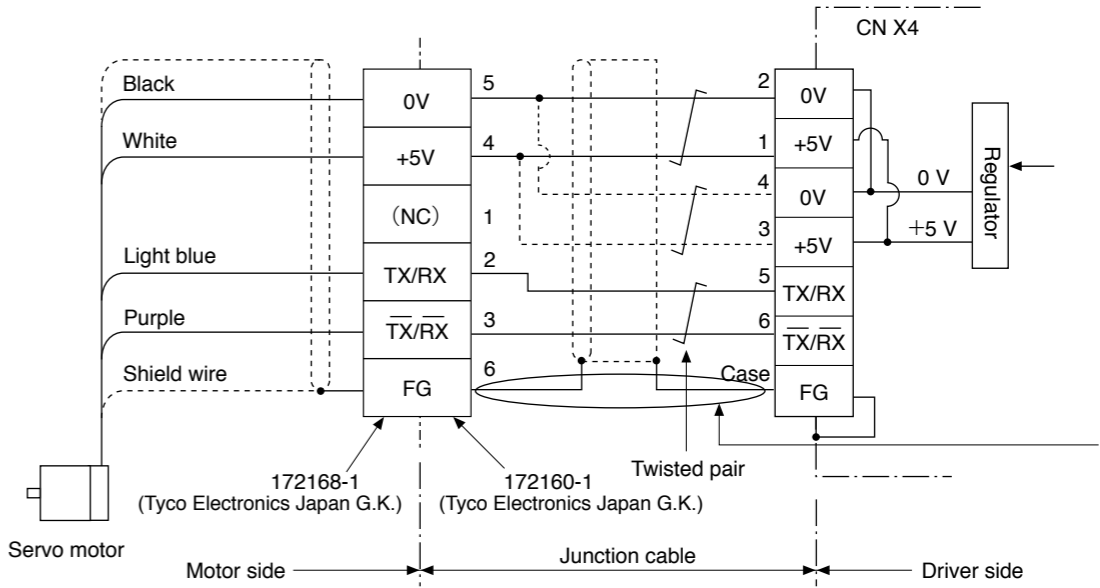 CN X4
Black
5
2
0V
0V
White
4
1
+5V
+5V
4
0V
0 V
(NC)
1
3
+5V
+5 V
Regulator
Light blue
2
5
TX/RX
TX/RX
Purple
3
6
TX/RX
TX/RX
Shield wire
6
Case
FG
FG
172168-1
(Tyco Electronics Japan G.K.)
172160-1
(Tyco Electronics Japan G.K.)
Twisted pair
Servo motor
Motor side
Junction cable
Driver side